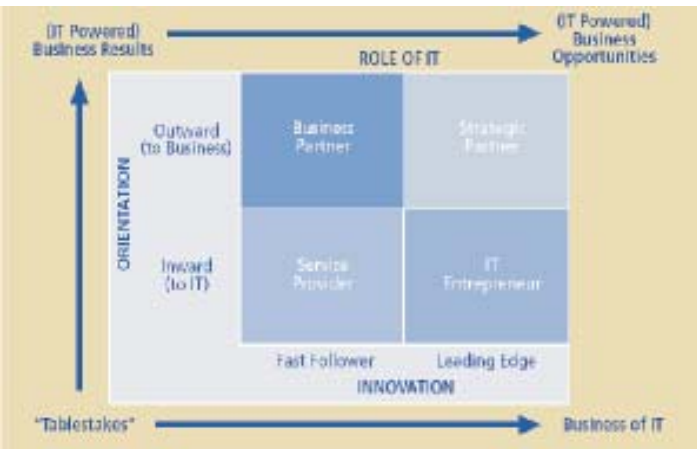 (IT Powered)
Business Results
(IT Powered)
Business
Opportunities
ROLE OF IT
Outward
(to Business)
Business
Partner
Strategic
Partner
ORIENTATION
Inward
(to IT)
Service
Provider
IT
Entrepreneur
Fast Follower
Leading Edge
INNOVATION
"Tablestakes"
Business of IT